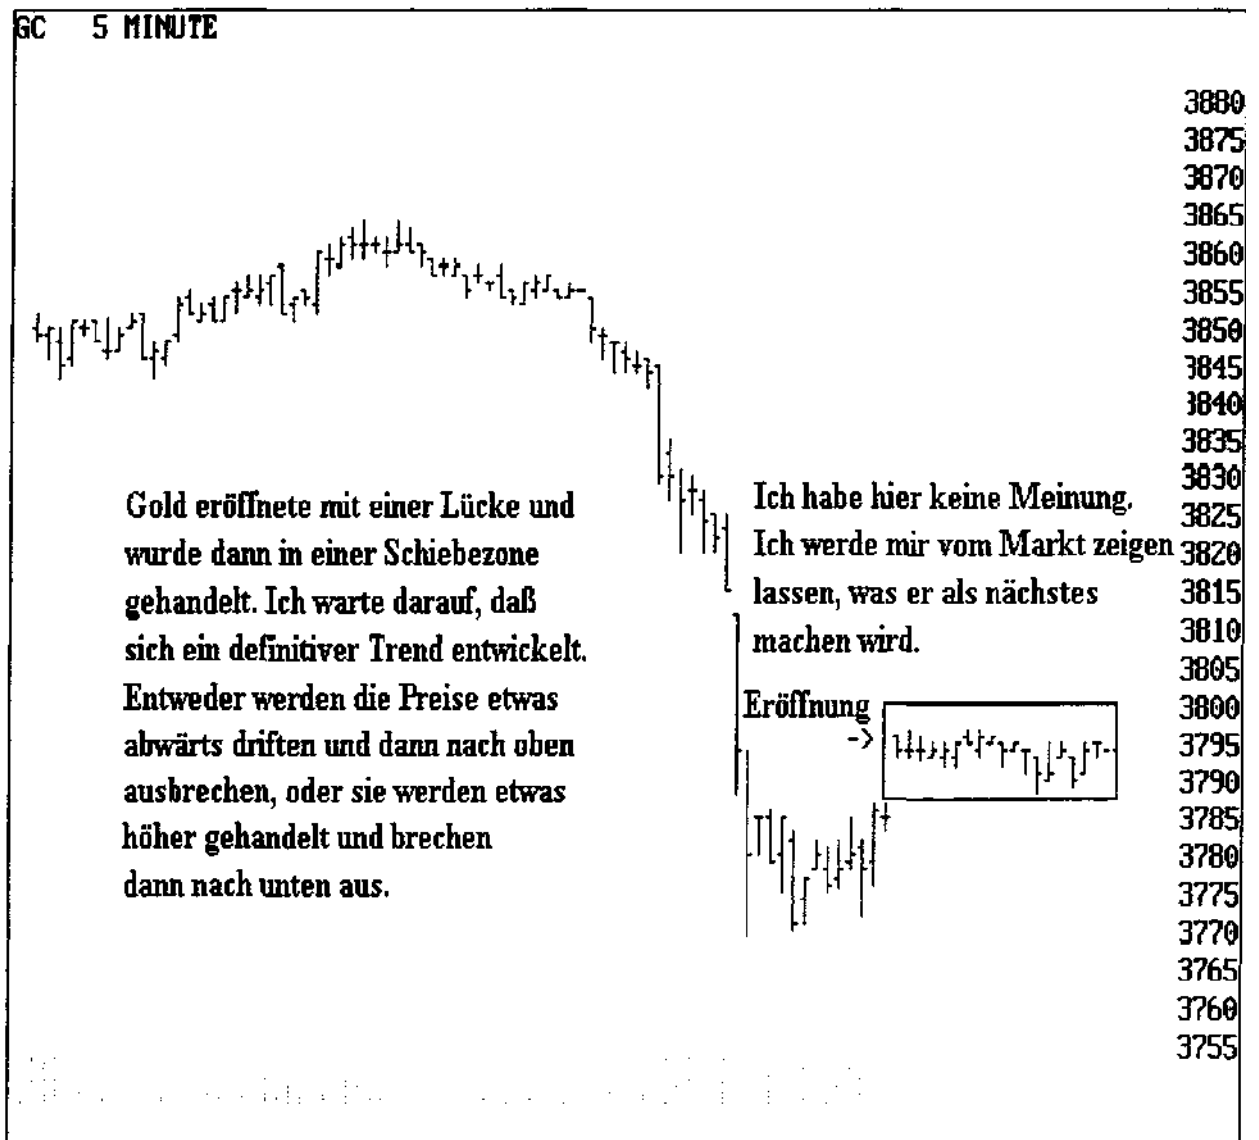 GC 5 MINUTE
3880
3875
3870
3865
3860
3855
3850
3845
3840
3835
3830
3825
3820
3815
3810
3805
3800
3795
3790
3785
3780
3775
3770
3765
3760
3755
Gold eröffnete mit einer Lücke und
wurde dann in einer Schiebezone
gehandelt. Ich warte darauf, daß
sich ein definitiver Trend entwickelt.
Entweder werden die Preise etwas
abwärts driften und dann nach oben
ausbrechen, oder sie werden etwas
höher gehandelt und brechen
dann nach unten aus.
Ich habe hier keine Meinung.
Ich werde mir vom Markt zeigen
lassen, was er als nächstes
machen wird.
Eröffnung
->